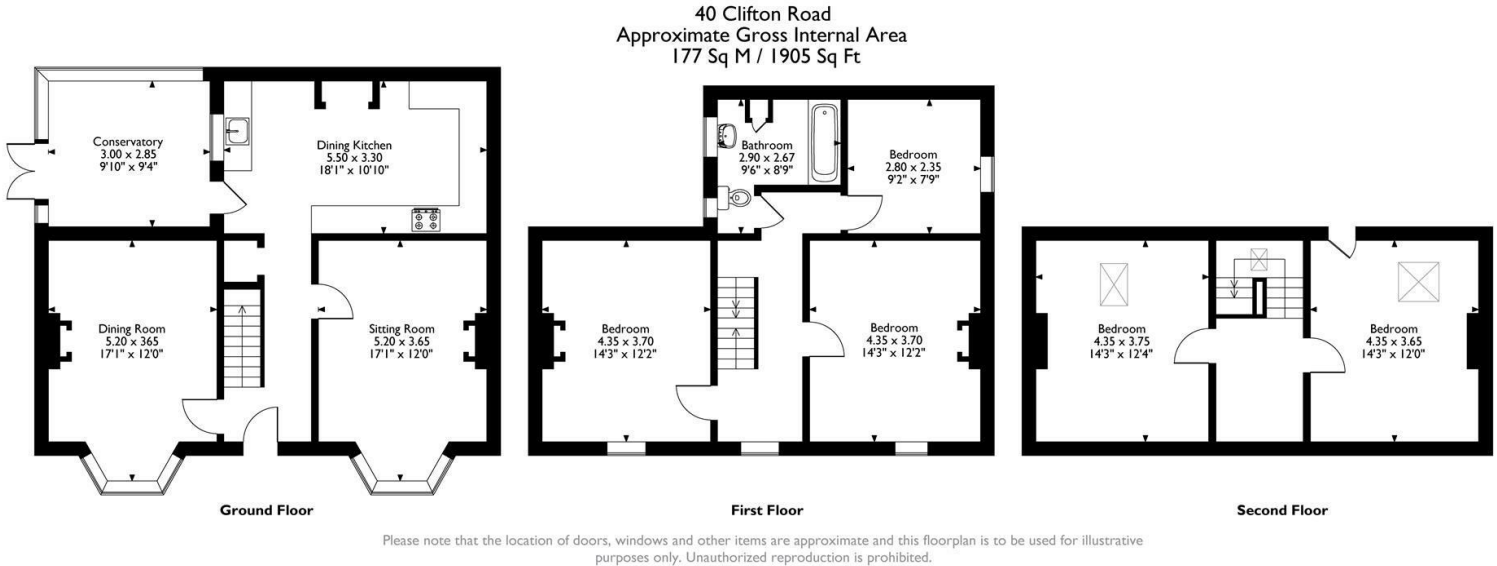 40 Clifton Road
Approximate Gross Internal Area
177 Sq M / 1905 Sq Ft
Conservatory
3.00 x 2.85
9'10" x 9'4"
Dining Kitchen
5.50 x 3.30
18'1" x 10'10"
Dining Room
5.20 x 365
17'1" x 12'0"
Sitting Room
5.20 x 3.65
17'1" x 12'0"
Ground Floor
Bathroom
2.90 x 2.67
9'6" x 8'9"
Bedroom
2.80 x 2.35
9'2" x 7'9"
Bedroom
4.35 x 3.70
14'3" x 12'2"
Bedroom
4.35 x 3.70
14'3" x 12'2"
First Floor
Bedroom
4.35 x 3.75
14'3" x 12'4"
Bedroom
4.35 x 3.65
14'3" x 12'0"
Second Floor
Please note that the location of doors, windows and other items are approximate and this floorplan is to be used for illustrative
purposes only. Unauthorized reproduction is prohibited.